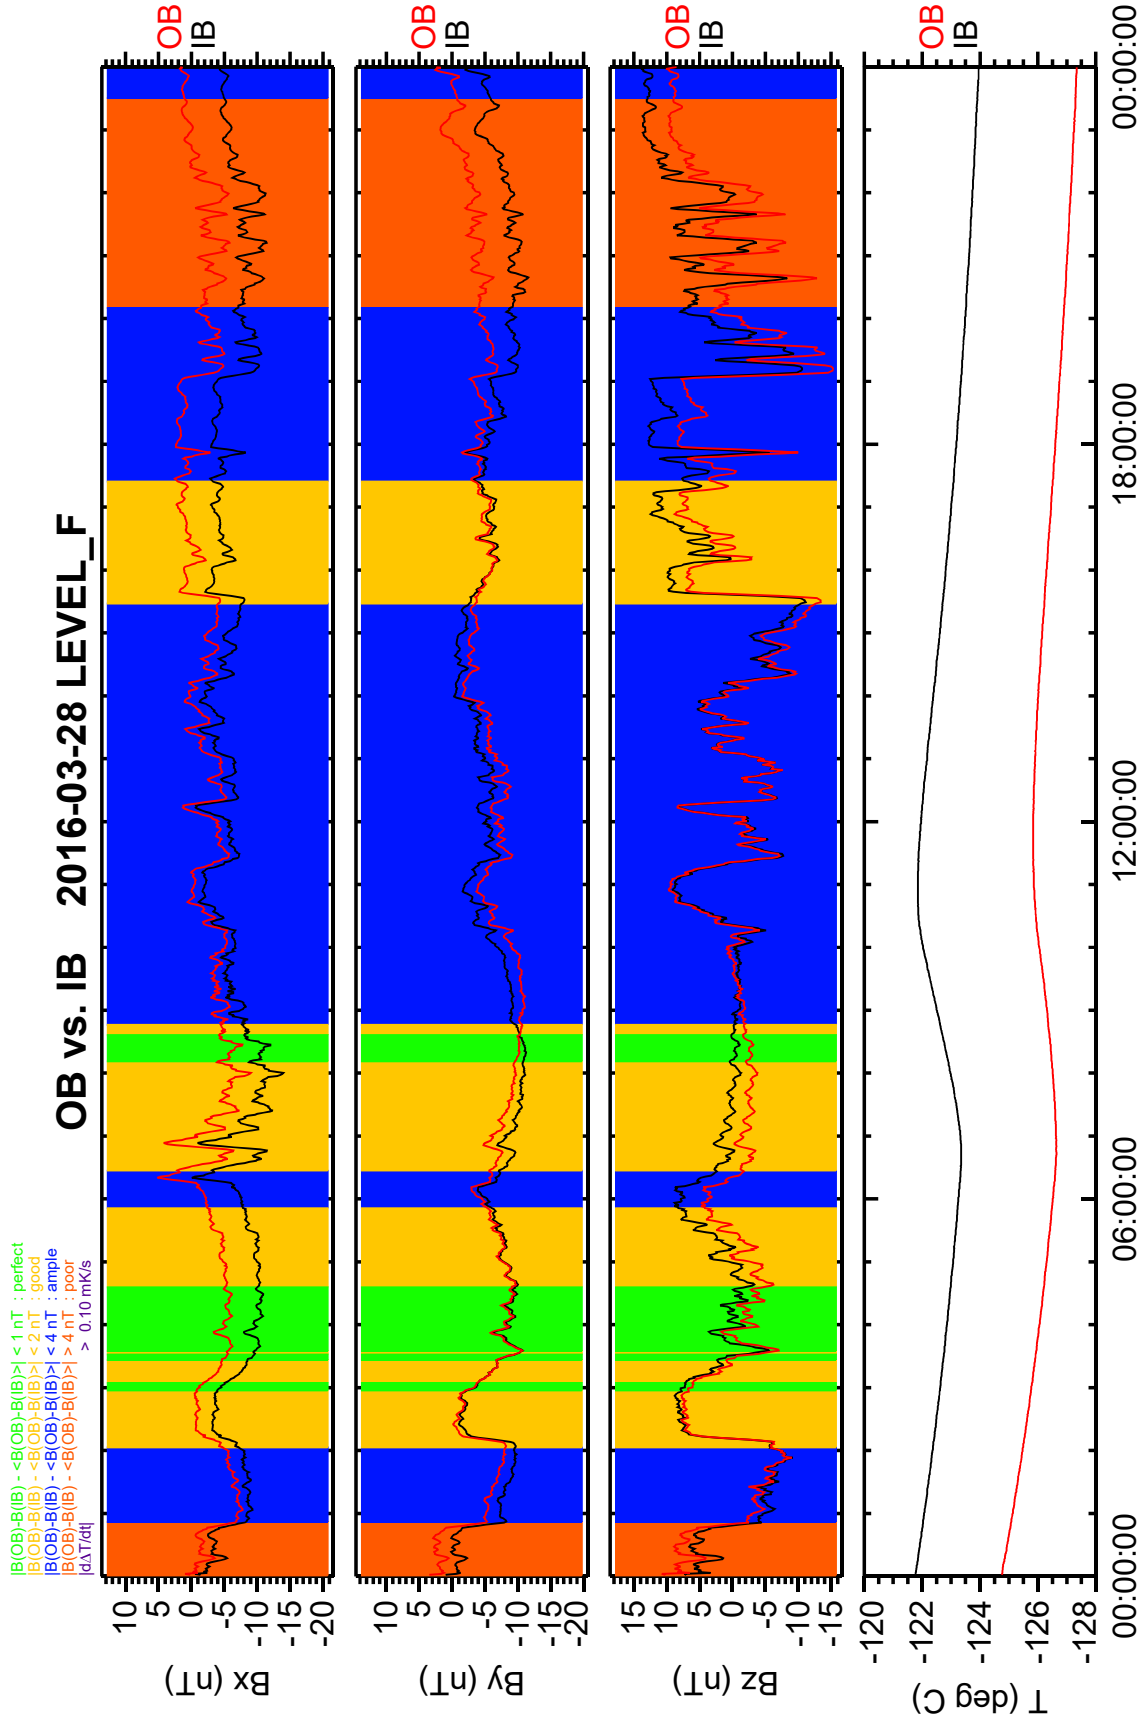 |B(OB)-B(IB) - <B(OB)-B(IB)>| < 1 nT : perfect
|B(OB)-B(IB) - <B(OB)-B(IB)>| < 2 nT : good
|B(OB)-B(IB) - <B(OB)-B(IB)>| < 4 nT : ample
|B(OB)-B(IB) - <B(OB)-B(IB)>| > 4 nT : poor
|dΔT/dt| > 0.10 mK/s
OB vs. IB 2016-03-28 LEVEL_F
Bx (nT)
10
5
0
-5
-10
-15
-20
OB
IB
By (nT)
10
5
0
-5
-10
-15
-20
OB
IB
Bz (nT)
15
10
5
0
-5
-10
-15
OB
IB
T (deg C)
-120
-122
-124
-126
-128
OB
IB
00:00:00
06:00:00
12:00:00
18:00:00
00:00:00